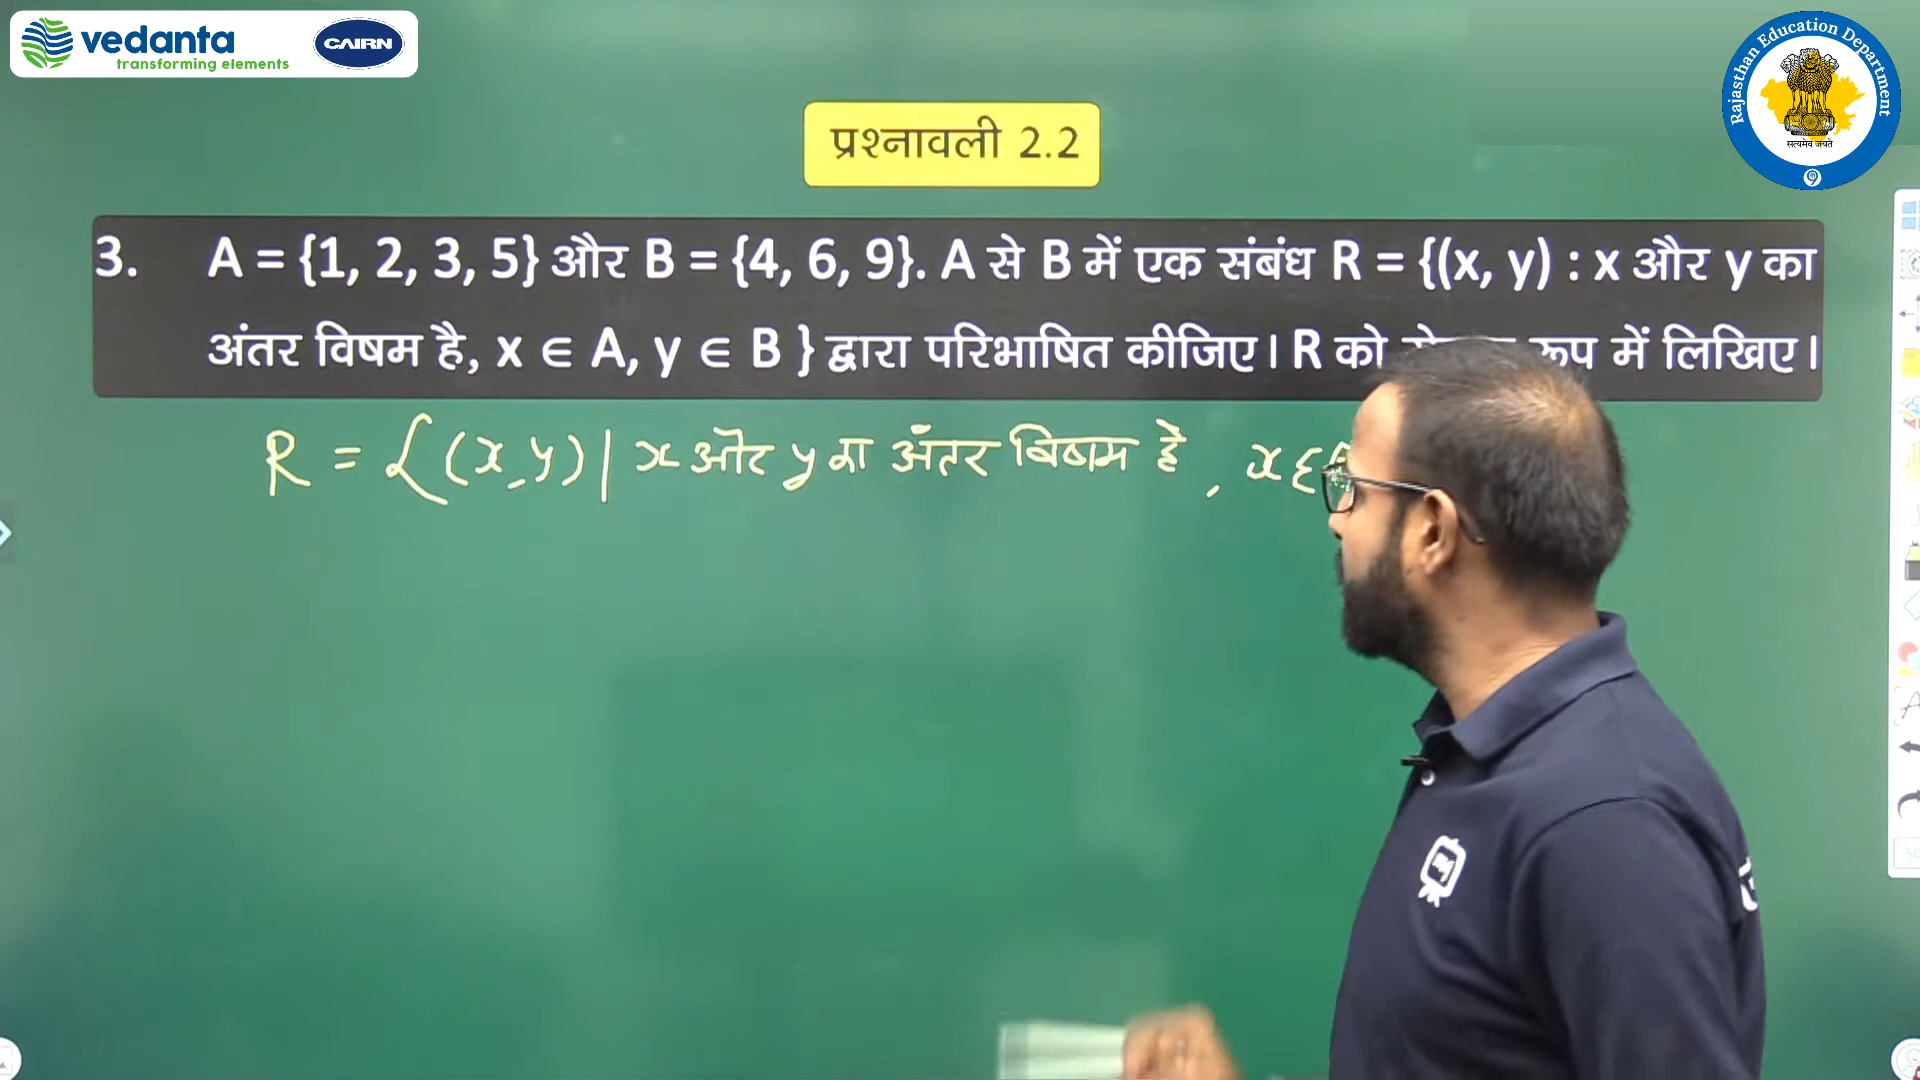 vedanta
transforming elements
CAIRN
Rajasthan Education Department
सत्यमेव जयते
प्रश्नावली 2.2
3. A = {1, 2, 3, 5} और B = {4, 6, 9}. A से B में एक संबंध R = {(x, y) : x और y का
अंतर विषम है, x ∈ A, y ∈ B } द्वारा परिभाषित कीजिए। R को रूप में लिखिए।
R = {(x,y) | x और y का अंतर विषम है , x ∈